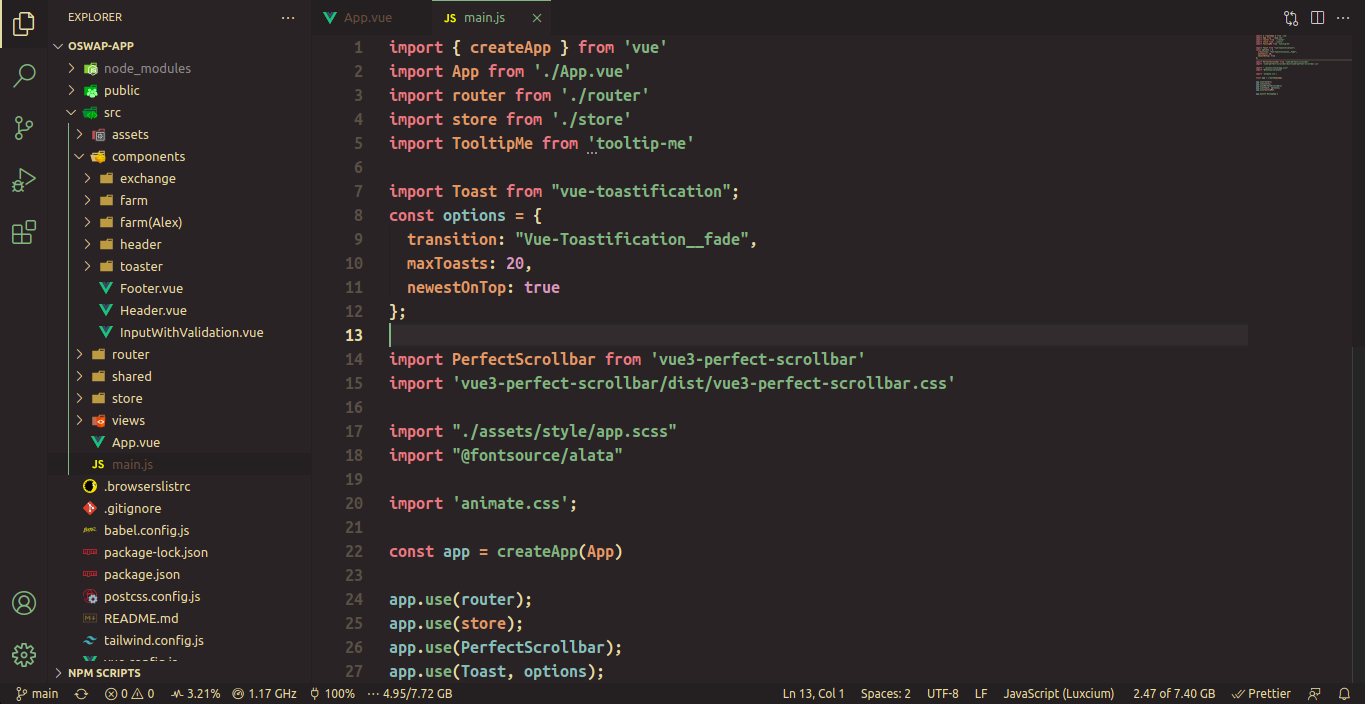 EXPLORER
OSWAP-APP
node_modules
public
src
assets
components
exchange
farm
farm(Alex)
header
toaster
Footer.vue
Header.vue
InputWithValidation.vue
router
shared
store
views
App.vue
JS main.js
.browserslistrc
.gitignore
babel.config.js
package-lock.json
package.json
postcss.config.js
README.md
tailwind.config.js
vue.config.js
NPM SCRIPTS
App.vue
JS main.js
1 import { createApp } from 'vue'
2 import App from './App.vue'
3 import router from './router'
4 import store from './store'
5 import TooltipMe from 'tooltip-me'
6
7 import Toast from "vue-toastification";
8 const options = {
9 transition: "Vue-Toastification__fade",
10 maxToasts: 20,
11 newestOnTop: true
12 };
13
14 import PerfectScrollbar from 'vue3-perfect-scrollbar'
15 import 'vue3-perfect-scrollbar/dist/vue3-perfect-scrollbar.css'
16
17 import "./assets/style/app.scss"
18 import "@fontsource/alata"
19
20 import 'animate.css';
21
22 const app = createApp(App)
23
24 app.use(router);
25 app.use(store);
26 app.use(PerfectScrollbar);
27 app.use(Toast, options);
main 0 0 3.21% 1.17 GHz 100% 4.95/7.72 GB Ln 13, Col 1 Spaces: 2 UTF-8 LF JavaScript (Luxcium) 2.47 of 7.40 GB Prettier